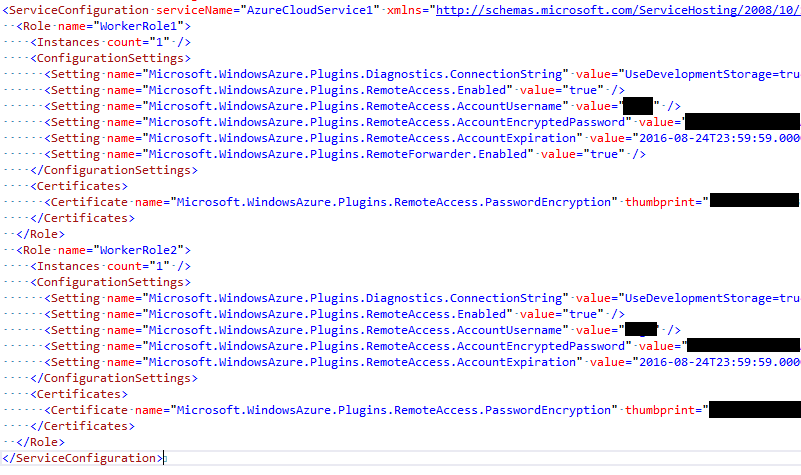 <ServiceConfiguration serviceName="AzureCloudService1" xmlns="http://schemas.microsoft.com/ServiceHosting/2008/10/
<Role name="WorkerRole1">
<Instances count="1" />
<ConfigurationSettings>
<Setting name="Microsoft.WindowsAzure.Plugins.Diagnostics.ConnectionString" value="UseDevelopmentStorage=tru
<Setting name="Microsoft.WindowsAzure.Plugins.RemoteAccess.Enabled" value="true" />
<Setting name="Microsoft.WindowsAzure.Plugins.RemoteAccess.AccountUsername" value=" " />
<Setting name="Microsoft.WindowsAzure.Plugins.RemoteAccess.AccountEncryptedPassword" value="
<Setting name="Microsoft.WindowsAzure.Plugins.RemoteAccess.AccountExpiration" value="2016-08-24T23:59:59.000
<Setting name="Microsoft.WindowsAzure.Plugins.RemoteForwarder.Enabled" value="true" />
</ConfigurationSettings>
<Certificates>
<Certificate name="Microsoft.WindowsAzure.Plugins.RemoteAccess.PasswordEncryption" thumbprint="
</Certificates>
</Role>
<Role name="WorkerRole2">
<Instances count="1" />
<ConfigurationSettings>
<Setting name="Microsoft.WindowsAzure.Plugins.Diagnostics.ConnectionString" value="UseDevelopmentStorage=tru
<Setting name="Microsoft.WindowsAzure.Plugins.RemoteAccess.Enabled" value="true" />
<Setting name="Microsoft.WindowsAzure.Plugins.RemoteAccess.AccountUsername" value=" " />
<Setting name="Microsoft.WindowsAzure.Plugins.RemoteAccess.AccountEncryptedPassword" value="
<Setting name="Microsoft.WindowsAzure.Plugins.RemoteAccess.AccountExpiration" value="2016-08-24T23:59:59.000
</ConfigurationSettings>
<Certificates>
<Certificate name="Microsoft.WindowsAzure.Plugins.RemoteAccess.PasswordEncryption" thumbprint="
</Certificates>
</Role>
</ServiceConfiguration>